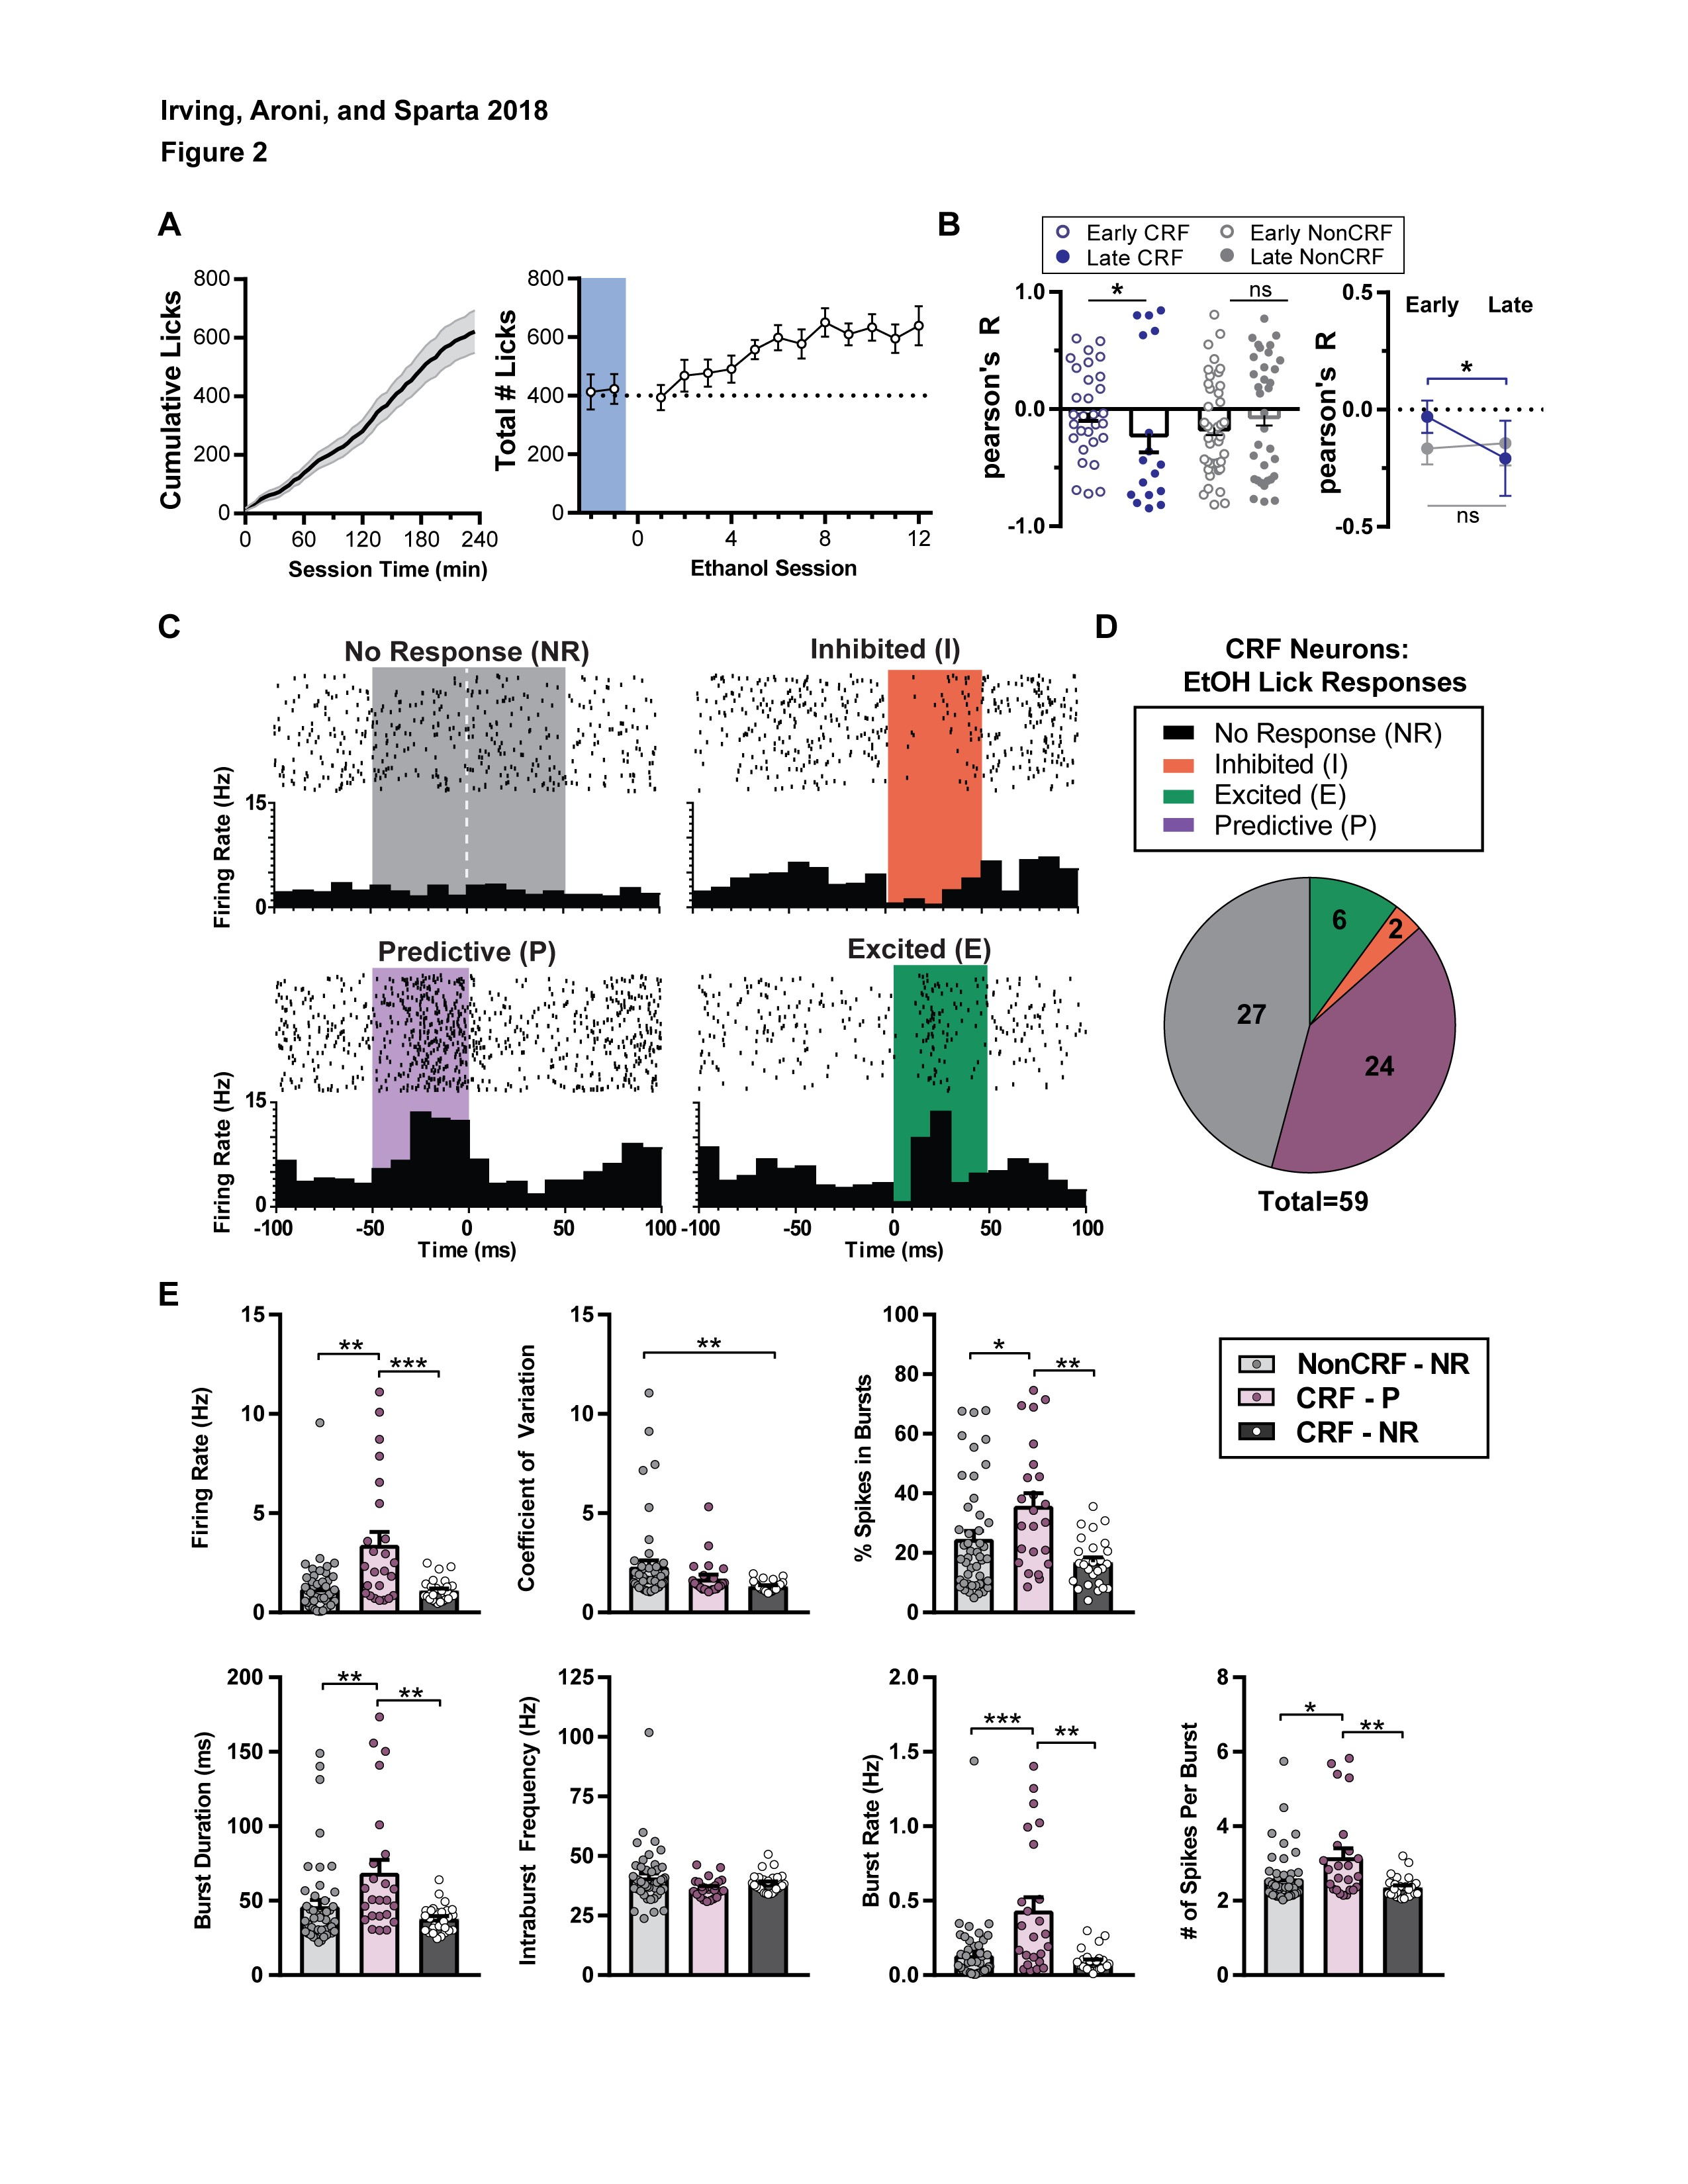 Irving, Aroni, and Sparta 2018
Figure 2
A
Cumulative Licks
800
600
400
200
0
0 60 120 180 240
Session Time (min)
Total # Licks
800
600
400
200
0
0 4 8 12
Ethanol Session
B
Early CRF
Early NonCRF
Late CRF
Late NonCRF
pearson's R
1.0
0.0
-1.0
*
ns
pearson's R
0.5
0.0
-0.5
Early Late
*
ns
C
No Response (NR)
Firing Rate (Hz)
15
0
Inhibited (I)
Predictive (P)
Firing Rate (Hz)
15
0
-100 -50 0 50 100
Time (ms)
Excited (E)
-100 -50 0 50 100
Time (ms)
D
CRF Neurons:
EtOH Lick Responses
No Response (NR)
Inhibited (I)
Excited (E)
Predictive (P)
6
2
27
24
Total=59
E
Firing Rate (Hz)
15
10
5
0
**
***
Coefficient of Variation
15
10
5
0
**
% Spikes in Bursts
100
80
60
40
20
0
*
**
NonCRF - NR
CRF - P
CRF - NR
Burst Duration (ms)
200
150
100
50
0
**
**
Intraburst Frequency (Hz)
125
100
75
50
25
0
Burst Rate (Hz)
2.0
1.5
1.0
0.5
0.0
***
**
# of Spikes Per Burst
8
6
4
2
0
*
**